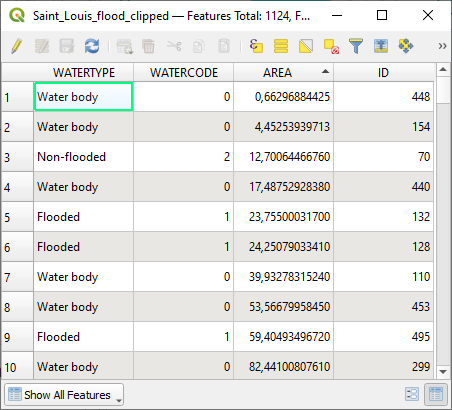 Saint_Louis_flood_clipped — Features Total: 1124, F...
WATERTYPE WATERCODE AREA ID
1 Water body 0 0,66296884425 448
2 Water body 0 4,45253939713 154
3 Non-flooded 2 12,70064466760 70
4 Water body 0 17,48752928380 440
5 Flooded 1 23,75500031700 132
6 Flooded 1 24,25079033410 128
7 Water body 0 39,93278315240 110
8 Water body 0 53,56679958450 453
9 Flooded 1 59,40493496720 495
10 Water body 0 82,44100807610 299
Show All Features